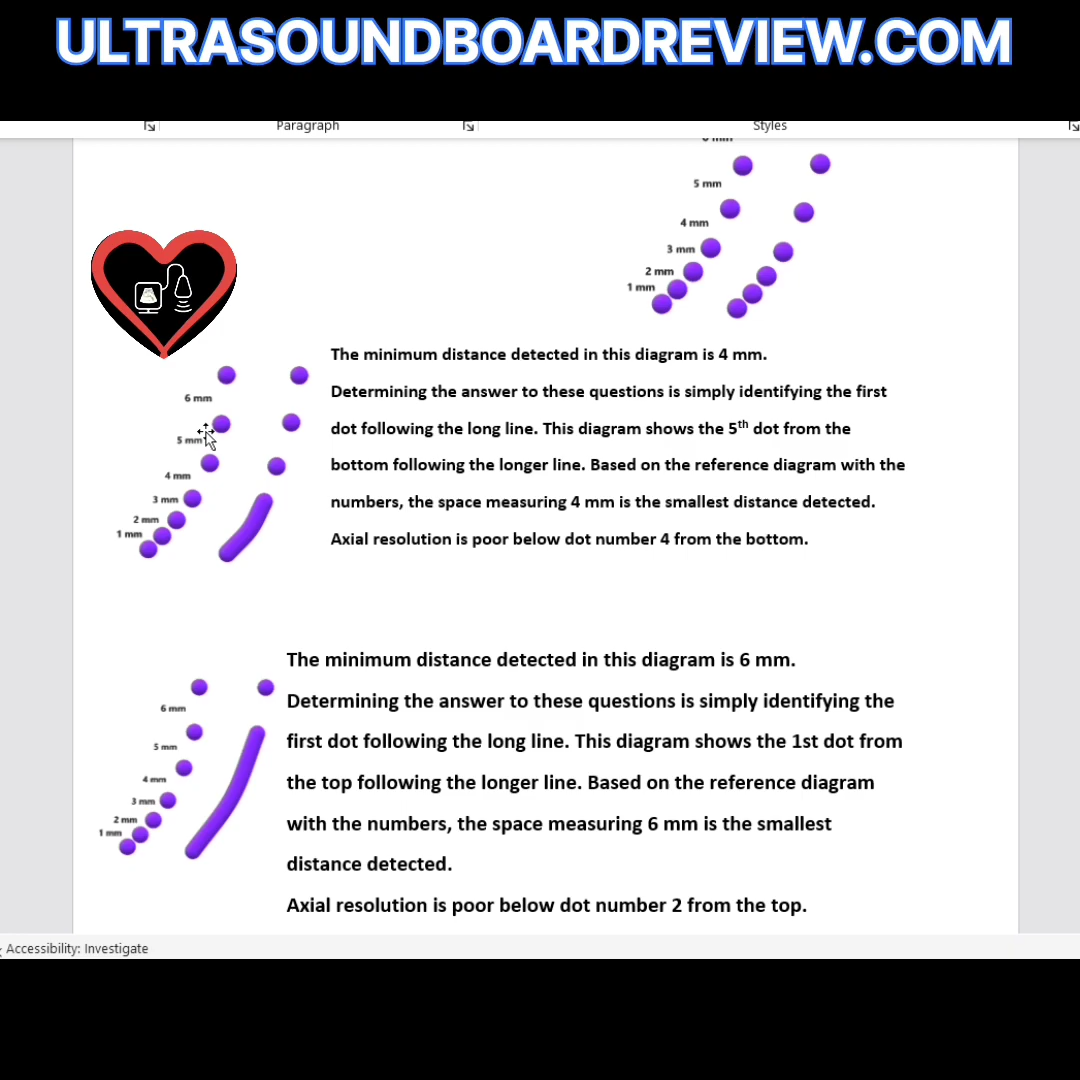 ULTRASOUNDBOARDREVIEW.COM
Paragraph
Styles
5 mm
4 mm
3 mm
2 mm
1 mm
The minimum distance detected in this diagram is 4 mm.
Determining the answer to these questions is simply identifying the first
dot following the long line. This diagram shows the 5th dot from the
bottom following the longer line. Based on the reference diagram with the
numbers, the space measuring 4 mm is the smallest distance detected.
Axial resolution is poor below dot number 4 from the bottom.
6 mm
5 mm
4 mm
3 mm
2 mm
1 mm
The minimum distance detected in this diagram is 6 mm.
Determining the answer to these questions is simply identifying the
first dot following the long line. This diagram shows the 1st dot from
the top following the longer line. Based on the reference diagram
with the numbers, the space measuring 6 mm is the smallest
distance detected.
Axial resolution is poor below dot number 2 from the top.
6 mm
5 mm
4 mm
3 mm
2 mm
1 mm
Accessibility: Investigate